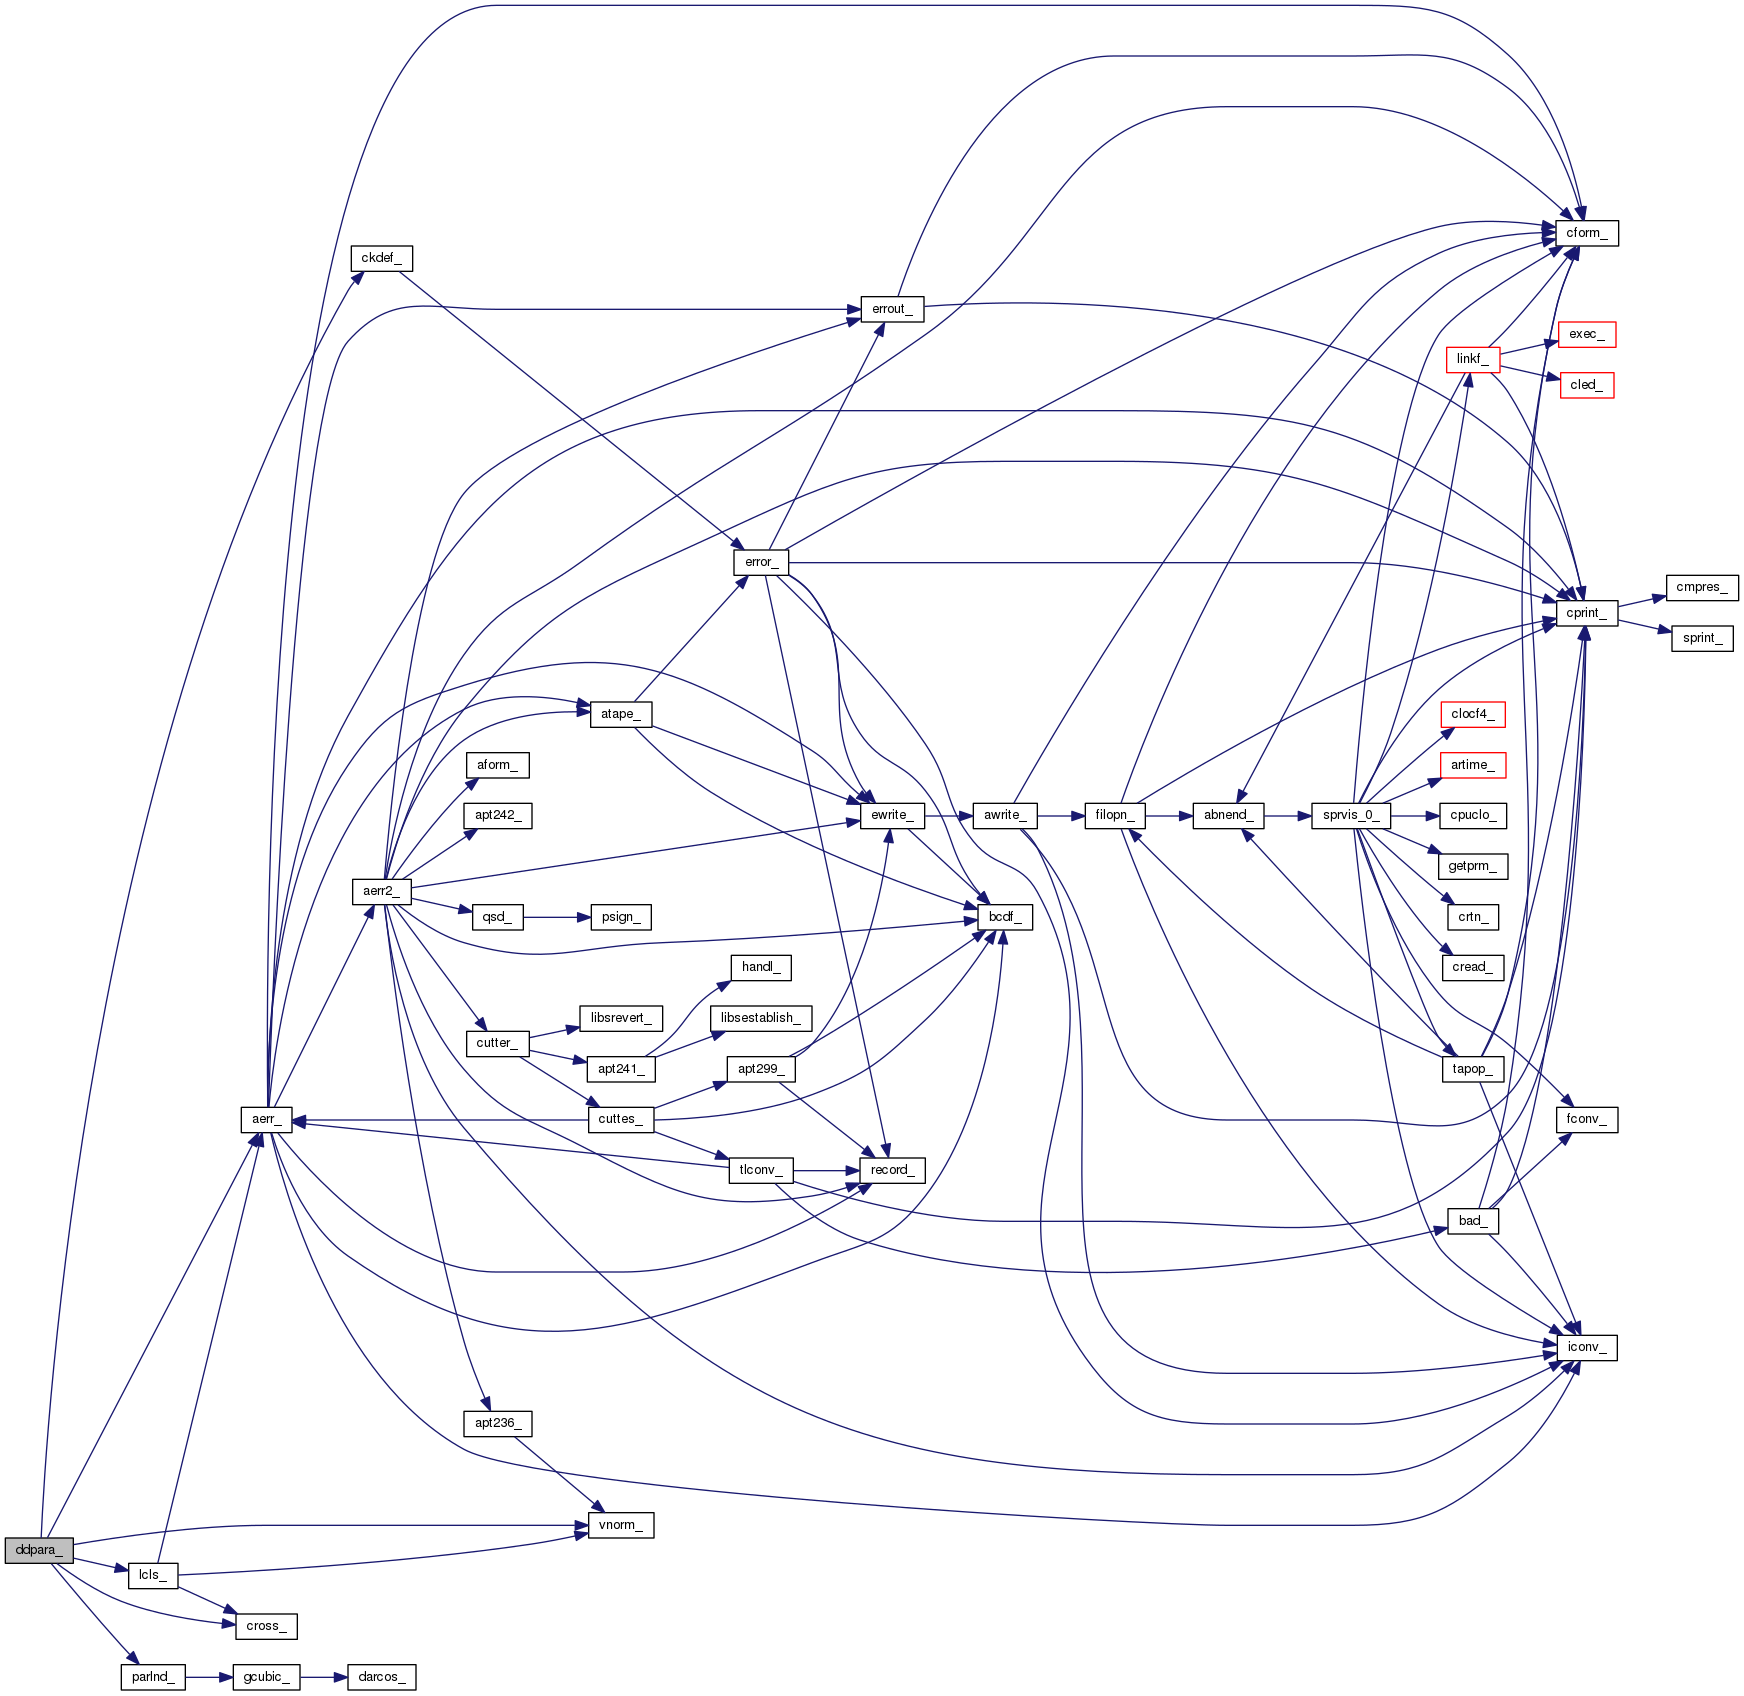 cform_
ckdef_
errout_
exec_
linkf_
cled_
error_
cmpres_
cprint_
sprint_
atape_
clocf4_
aform_
artime_
apt242_
ewrite_
awrite_
filopn_
abnend_
sprvis_0_
cpuclo_
getprm_
aerr2_
qsd_
psign_
bcdf_
crtn_
handl_
cread_
libsrevert_
libsestablish_
cutter_
apt241_
apt299_
tapop_
aerr_
cuttes_
fconv_
tlconv_
record_
bad_
iconv_
apt236_
vnorm_
ddpara_
lcls_
cross_
parlnd_
gcubic_
darcos_